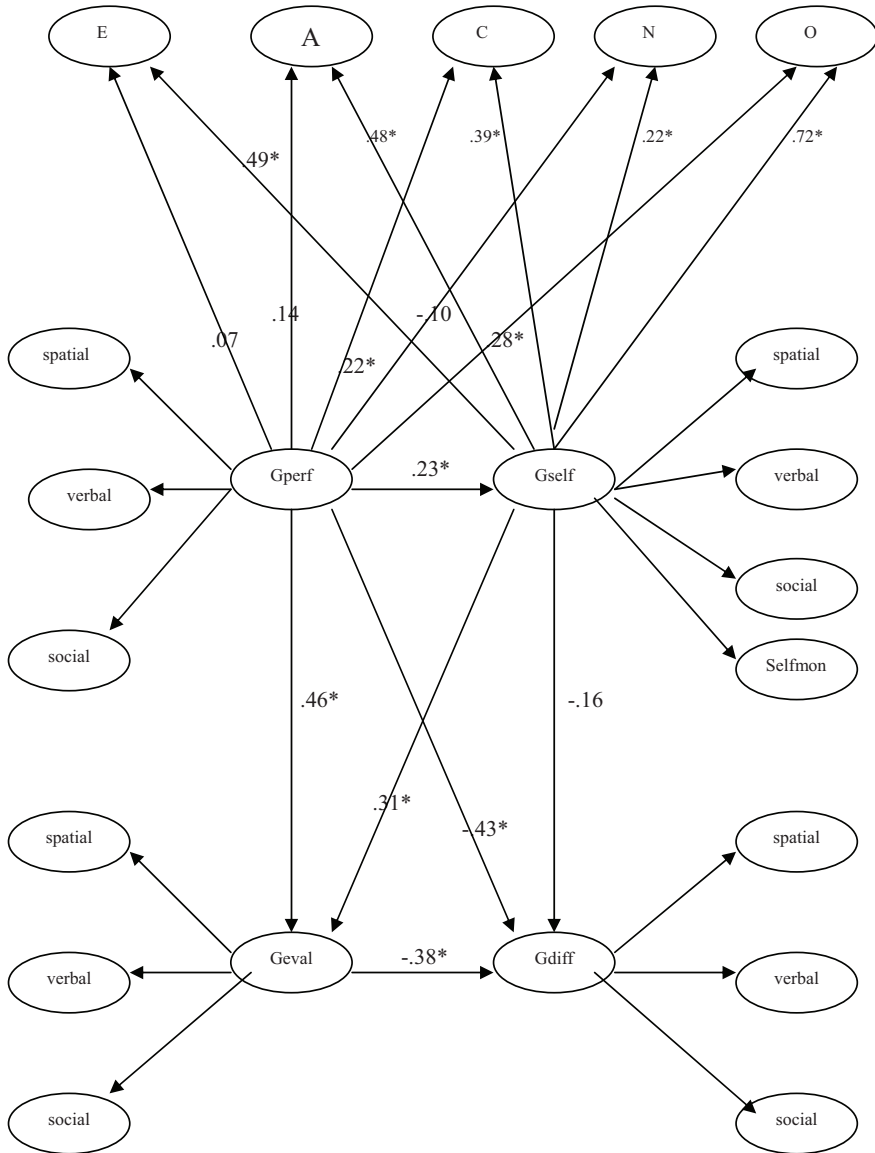 E
A
C
N
O
.49*
.48*
.39*
.22*
.72*
.07
.14
.22*
-.10
.28*
spatial
spatial
Gperf
.23*
Gself
verbal
verbal
social
social
Selfmon
.46*
-.16
.31*
-.43*
spatial
spatial
Geval
-.38*
Gdiff
verbal
verbal
social
social